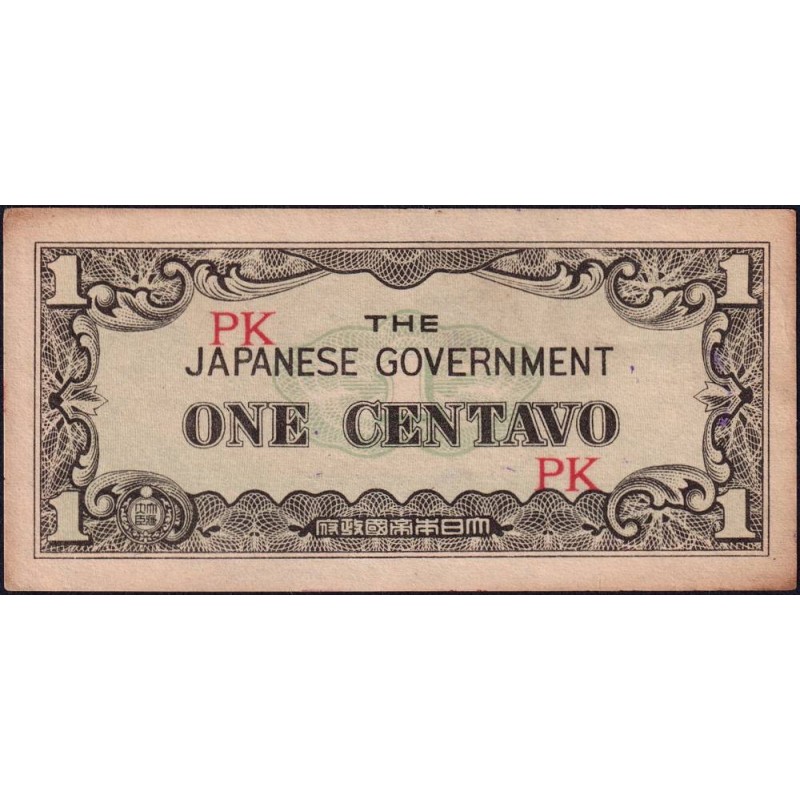 1 1
PK THE
JAPANESE GOVERNMENT
ONE CENTAVO
PK
1 1
府政國帝本日大